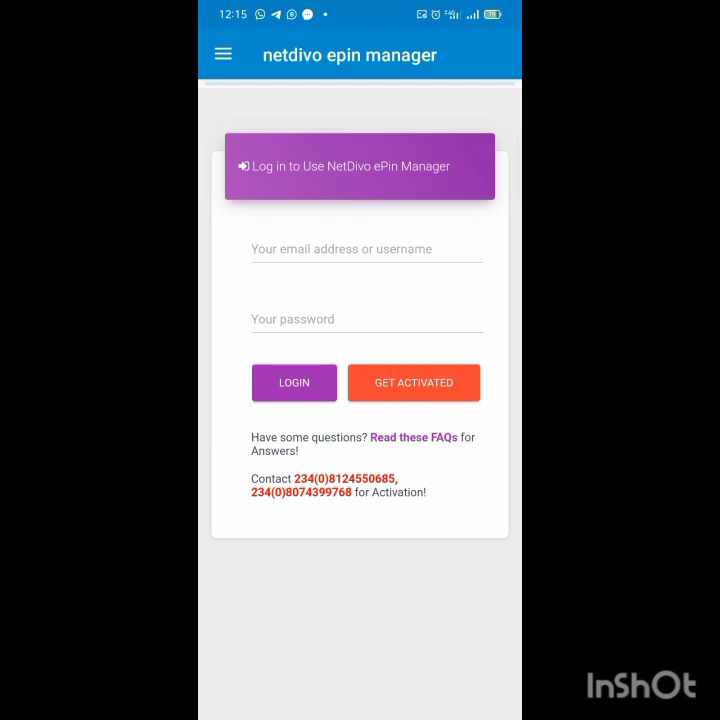 12:15
netdivo epin manager
Log in to Use NetDivo ePin Manager
Your email address or username
Your password
LOGIN GET ACTIVATED
Have some questions? Read these FAQs for
Answers!
Contact 234(0)8124550685,
234(0)8074399768 for Activation!
InShOt